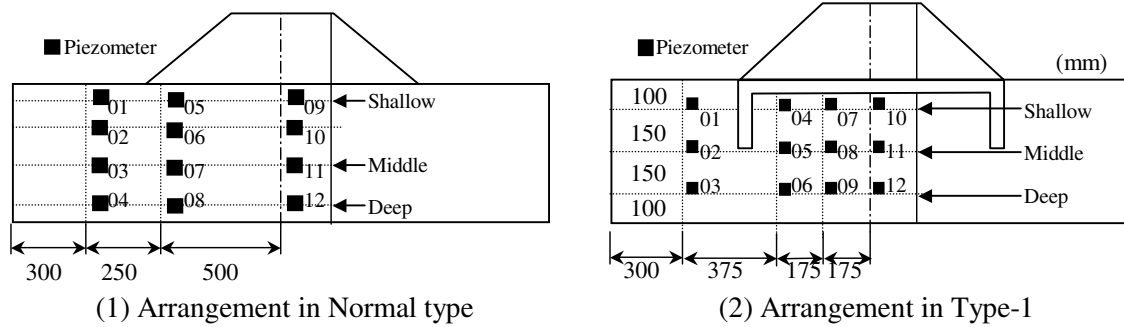 Piezometer
01 05 09 Shallow
02 06 10
03 07 11 Middle
04 08 12 Deep
300 250 500
(1) Arrangement in Normal type
Piezometer
(mm)
100
01 04 07 10 Shallow
150
02 05 08 11 Middle
150
03 06 09 12 Deep
100
300 375 175 175
(2) Arrangement in Type-1